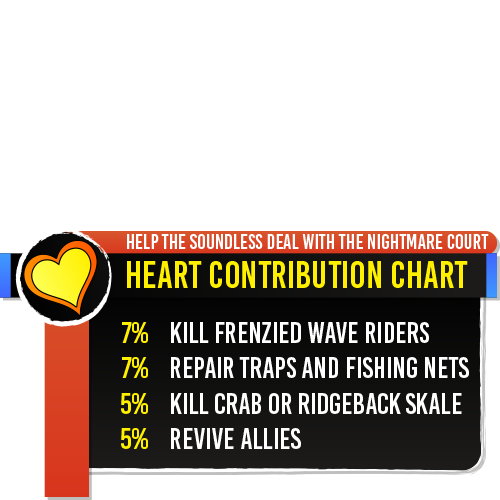 HELP THE SOUNDLESS DEAL WITH THE NIGHTMARE COURT
HEART CONTRIBUTION CHART
7% KILL FRENZIED WAVE RIDERS
7% REPAIR TRAPS AND FISHING NETS
5% KILL CRAB OR RIDGEBACK SKALE
5% REVIVE ALLIES